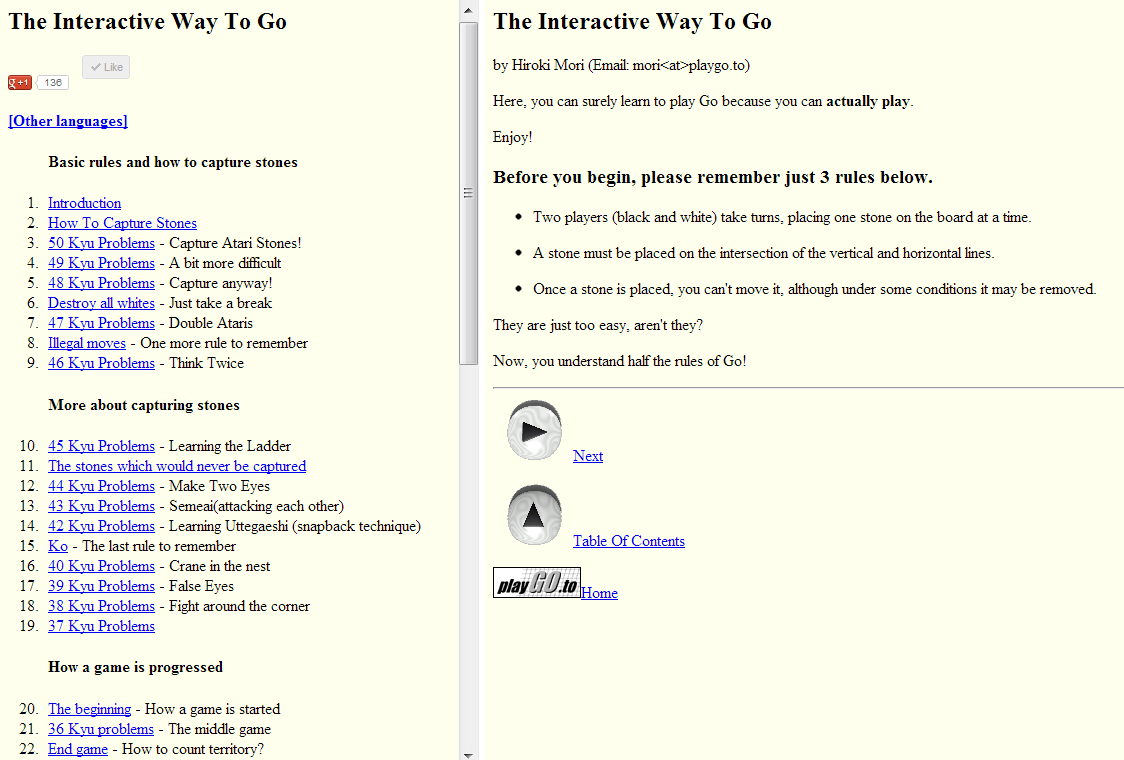 The Interactive Way To Go
g +1 136 Like
[Other languages]
Basic rules and how to capture stones
1. Introduction
2. How To Capture Stones
3. 50 Kyu Problems - Capture Atari Stones!
4. 49 Kyu Problems - A bit more difficult
5. 48 Kyu Problems - Capture anyway!
6. Destroy all whites - Just take a break
7. 47 Kyu Problems - Double Ataris
8. Illegal moves - One more rule to remember
9. 46 Kyu Problems - Think Twice
More about capturing stones
10. 45 Kyu Problems - Learning the Ladder
11. The stones which would never be captured
12. 44 Kyu Problems - Make Two Eyes
13. 43 Kyu Problems - Semeai(attacking each other)
14. 42 Kyu Problems - Learning Uttegaeshi (snapback technique)
15. Ko - The last rule to remember
16. 40 Kyu Problems - Crane in the nest
17. 39 Kyu Problems - False Eyes
18. 38 Kyu Problems - Fight around the corner
19. 37 Kyu Problems
How a game is progressed
20. The beginning - How a game is started
21. 36 Kyu problems - The middle game
22. End game - How to count territory?
The Interactive Way To Go
by Hiroki Mori (Email: mori<at>playgo.to)
Here, you can surely learn to play Go because you can actually play.
Enjoy!
Before you begin, please remember just 3 rules below.
• Two players (black and white) take turns, placing one stone on the board at a time.
• A stone must be placed on the intersection of the vertical and horizontal lines.
• Once a stone is placed, you can't move it, although under some conditions it may be removed.
They are just too easy, aren't they?
Now, you understand half the rules of Go!
Next
Table Of Contents
play GO.to Home